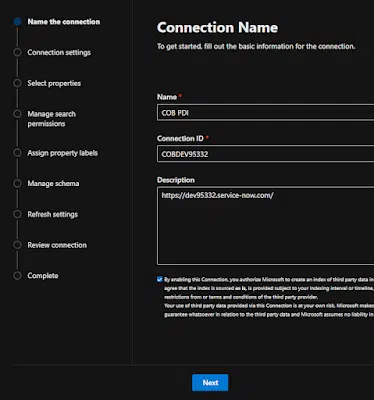 Name the connection
Connection settings
Select properties
Manage search
permissions
Assign property labels
Manage schema
Refresh settings
Review connection
Complete
Connection Name
To get started, fill out the basic information for the connection.
Name *
COB PDI
Connection ID *
COBDEV95332
Description
https://dev95332.service-now.com/
By enabling this Connection, you authorize Microsoft to create an index of third party data in
agree that the index is sourced as is, is provided subject to your indexing interval or timeline,
restrictions from or terms and conditions of the third party provider.
Your use of third party data provided via this Connection is at your own risk. Microsoft makes
guarantee whatsoever in relation to the third party data and Microsoft assumes no liability in
Next